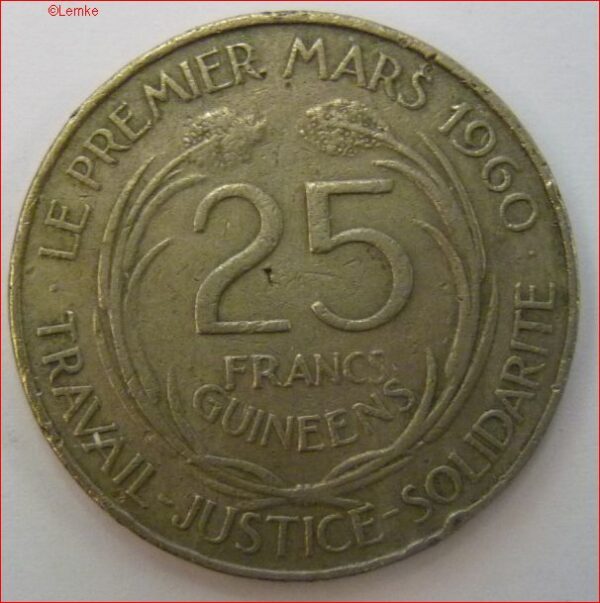 ©Lemke
· LE PREMIER MARS 1960 ·
25
FRANCS
GUINEENS
TRAVAIL - JUSTICE - SOLIDARITE